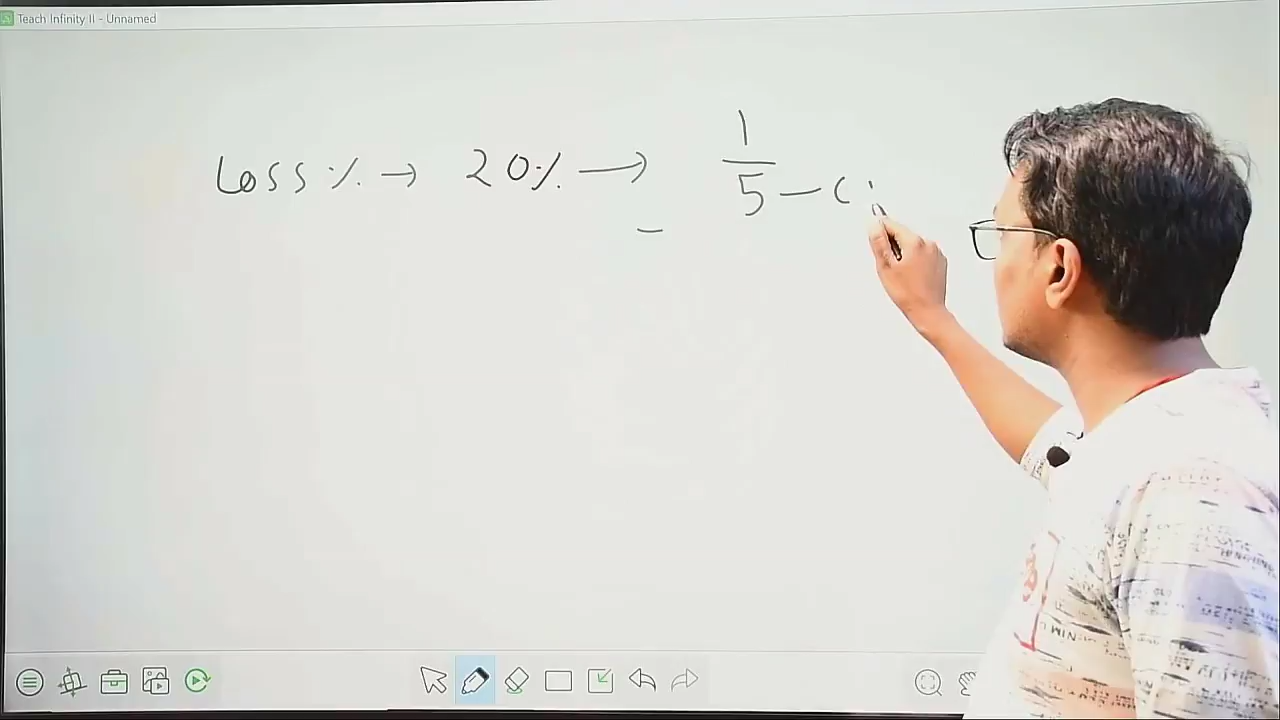 Teach Infinity II - Unnamed
Loss % → 20% → 1/5 - C
-